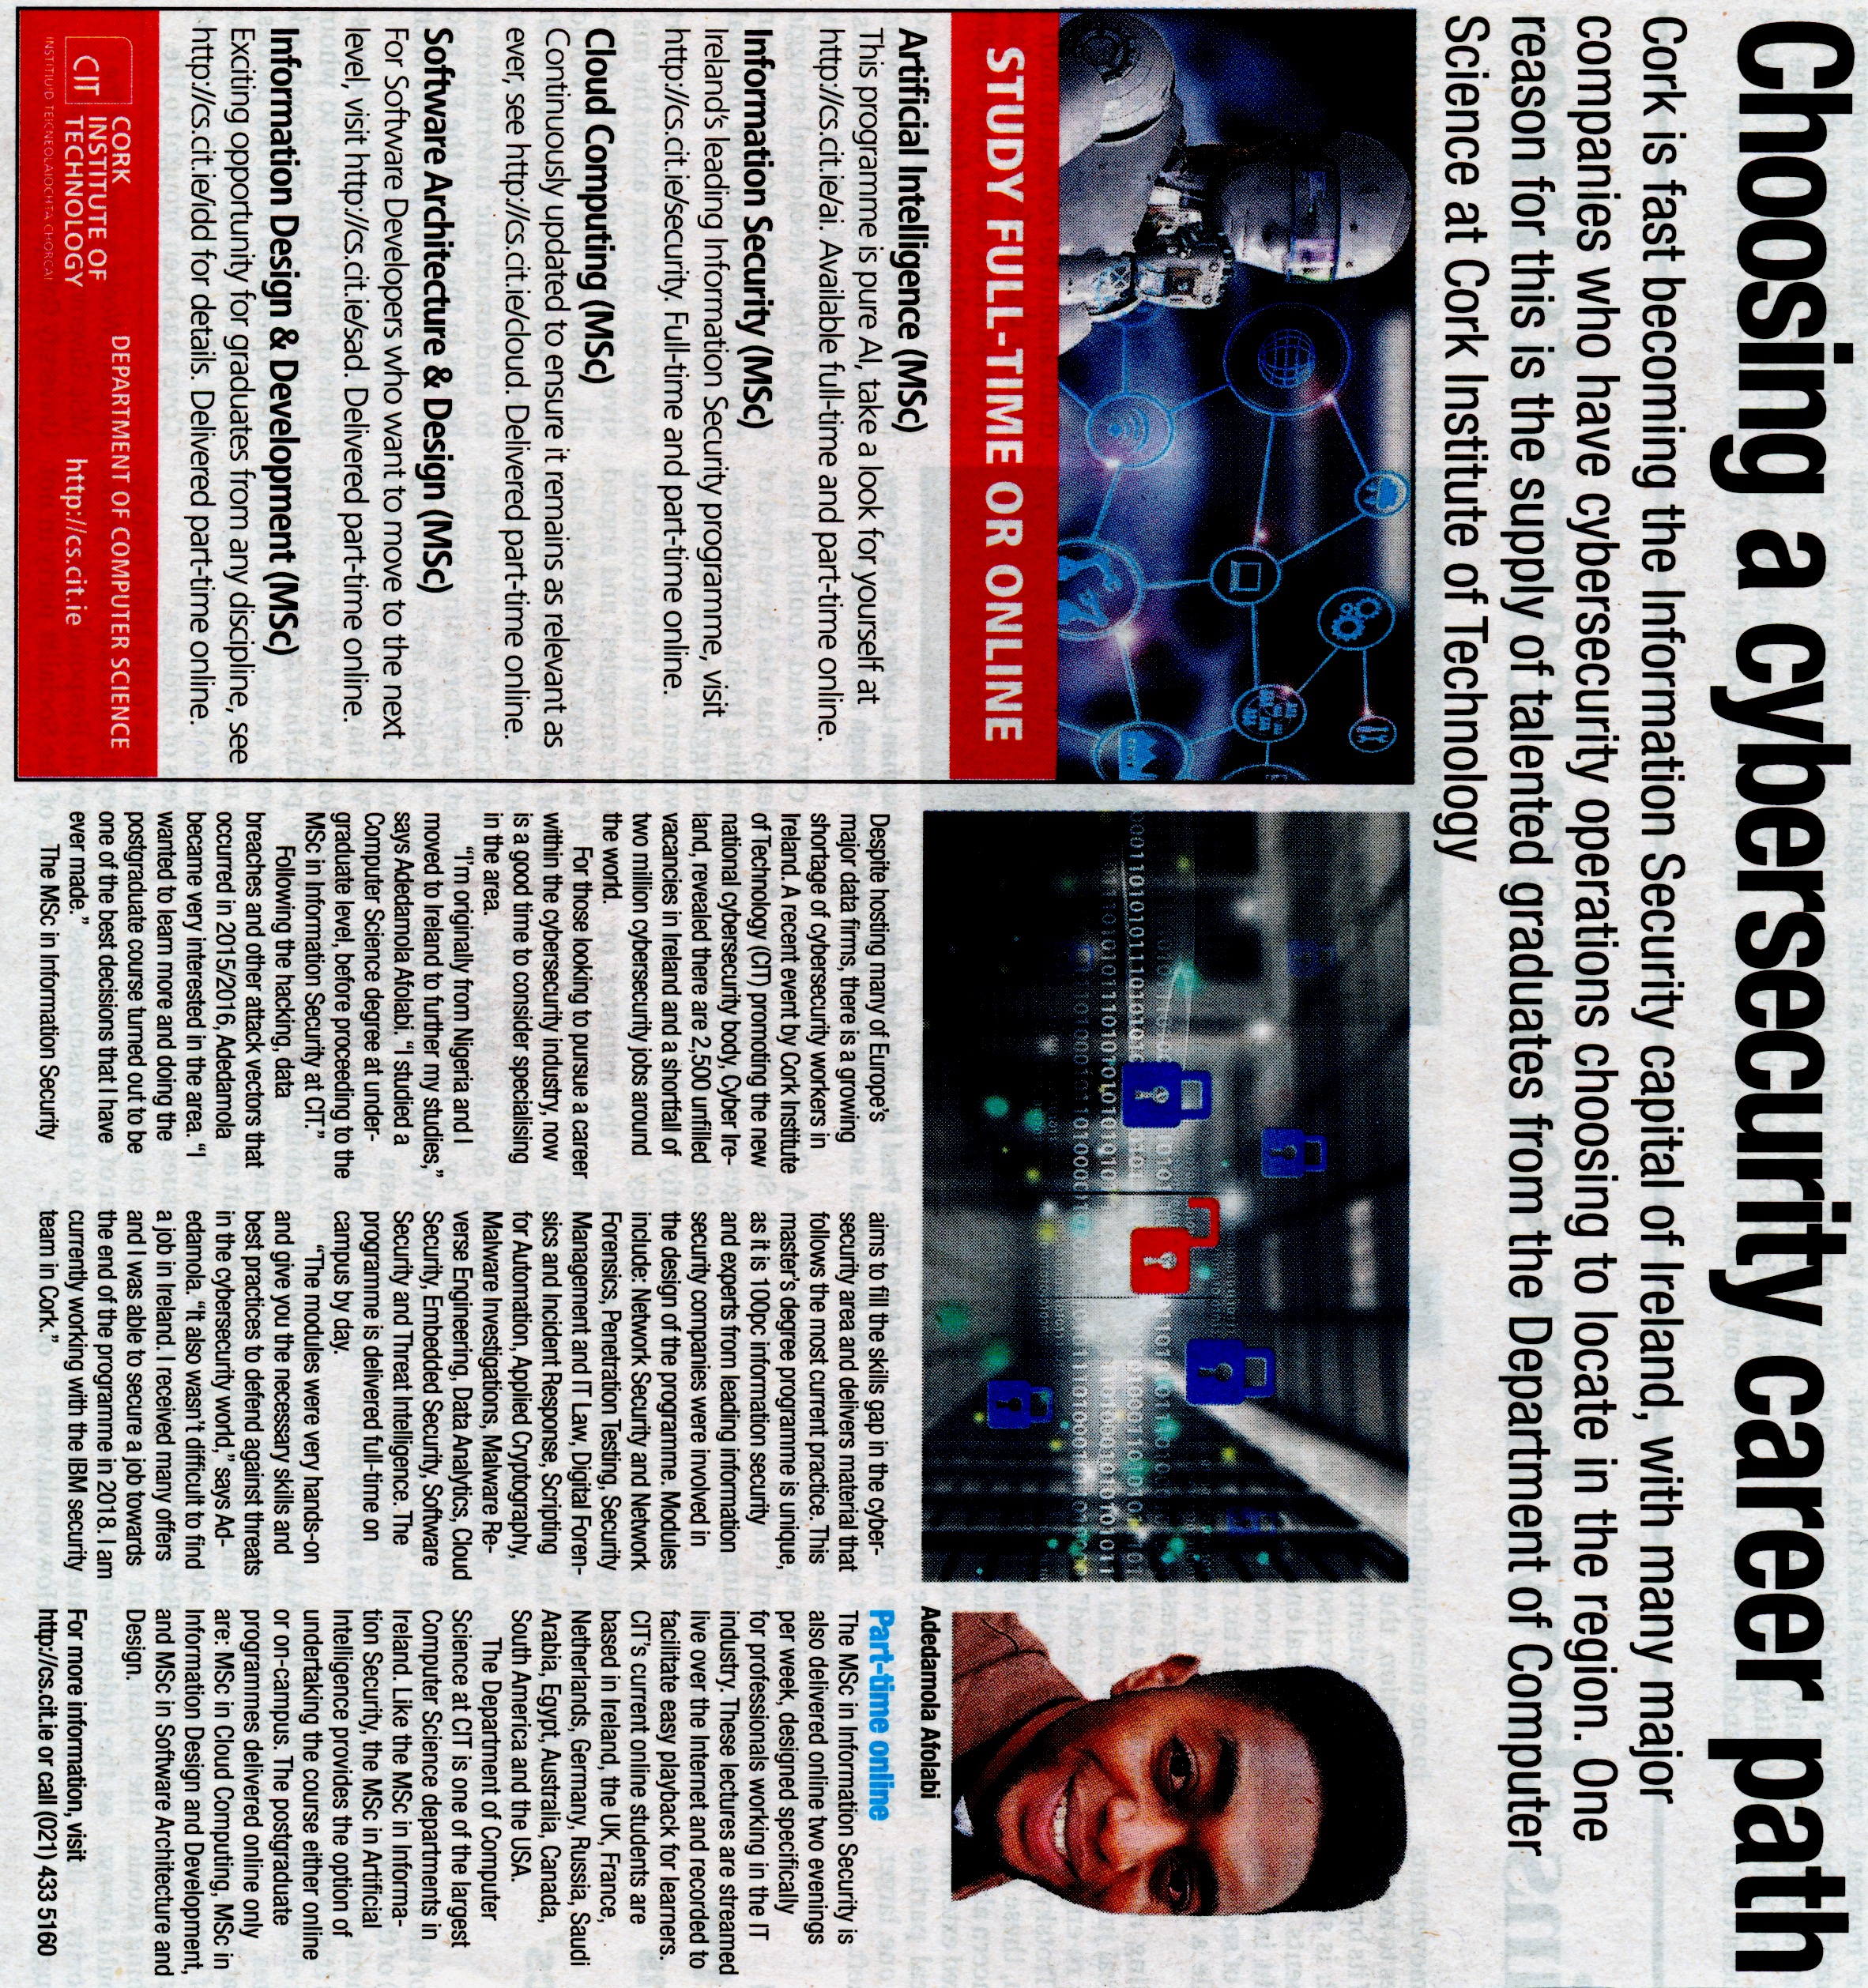 Choosing a cybersecurity career path
Cork is fast becoming the Information Security capital of Ireland, with many major
companies who have cybersecurity operations choosing to locate in the region. One
reason for this is the supply of talented graduates from the Department of Computer
Science at Cork Institute of Technology
STUDY FULL-TIME OR ONLINE
Artificial Intelligence (MSc)
This programme is pure AI, take a look for yourself at
http://cs.cit.ie/ai. Available full-time and part-time online.
Information Security (MSc)
Ireland's leading Information Security programme, visit
http://cs.cit.ie/security. Full-time and part-time online.
Cloud Computing (MSc)
Continuously updated to ensure it remains as relevant as
ever, see http://cs.cit.ie/cloud. Delivered part-time online.
Software Architecture & Design (MSc)
For Software Developers who want to move to the next
level, visit http://cs.cit.ie/sad. Delivered part-time online.
Information Design & Development (MSc)
Exciting opportunity for graduates from any discipline, see
http://cs.cit.ie/idd for details. Delivered part-time online.
CIT
CORK
INSTITUTE OF
TECHNOLOGY
INSTITIÚID TEICNEOLAÍOCHTA CHORCAÍ
DEPARTMENT OF COMPUTER SCIENCE
http://cs.cit.ie
Despite hosting many of Europe's
major data firms, there is a growing
shortage of cybersecurity workers in
Ireland. A recent event by Cork Institute
of Technology (CIT) promoting the new
national cybersecurity body, Cyber Ire-
land, revealed there are 2,500 unfilled
vacancies in Ireland and a shortfall of
two million cybersecurity jobs around
the world.
For those looking to pursue a career
within the cybersecurity industry, now
is a good time to consider specialising
in the area.
“I'm originally from Nigeria and I
moved to Ireland to further my studies,”
says Adedamola Afolabi. “I studied a
Computer Science degree at under-
graduate level, before proceeding to the
MSc in Information Security at CIT.”
Following the hacking, data
breaches and other attack vectors that
occurred in 2015/2016, Adedamola
became very interested in the area. “I
wanted to learn more and doing the
postgraduate course turned out to be
one of the best decisions that I have
ever made.”
The MSc in Information Security
aims to fill the skills gap in the cyber-
security area and delivers material that
follows the most current practice. This
master's degree programme is unique,
as it is 100pc information security
and experts from leading information
security companies were involved in
the design of the programme. Modules
include: Network Security and Network
Forensics, Penetration Testing, Security
Management and IT Law, Digital Foren-
sics and Incident Response, Scripting
for Automation, Applied Cryptography,
Malware Investigations, Malware Re-
verse Engineering, Data Analytics, Cloud
Security, Embedded Security, Software
Security and Threat Intelligence. The
programme is delivered full-time on
campus by day.
“The modules were very hands-on
and give you the necessary skills and
best practices to defend against threats
in the cybersecurity world,” says Ad-
edamola. “It also wasn't difficult to find
a job in Ireland. I received many offers
and I was able to secure a job towards
the end of the programme in 2018. I am
currently working with the IBM security
team in Cork.”
Adedamola Afolabi
Part-time online
The MSc in Information Security is
also delivered online two evenings
per week, designed specifically
for professionals working in the IT
industry. These lectures are streamed
live over the Internet and recorded to
facilitate easy playback for learners.
CIT's current online students are
based in Ireland, the UK, France,
Netherlands, Germany, Russia, Saudi
Arabia, Egypt, Australia, Canada,
South America and the USA.
The Department of Computer
Science at CIT is one of the largest
Computer Science departments in
Ireland. Like the MSc in Informa-
tion Security, the MSc in Artificial
Intelligence provides the option of
undertaking the course either online
or on-campus. The postgraduate
programmes delivered online only
are: MSc in Cloud Computing, MSc in
Information Design and Development,
and MSc in Software Architecture and
Design.
For more information, visit
http://cs.cit.ie or call (021) 433 5160